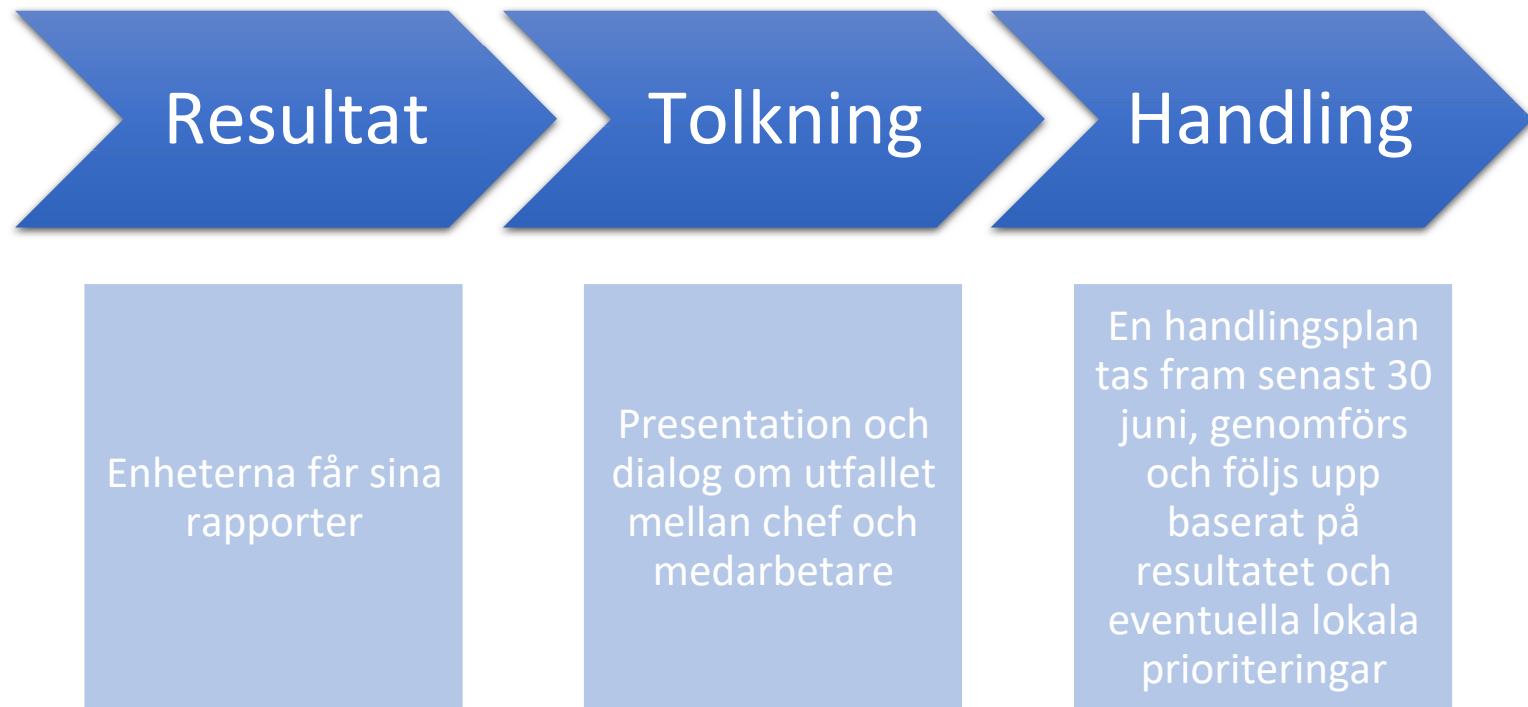 Resultat
Tolkning
Handling
Enheterna får sina
rapporter
Presentation och
dialog om utfallet
mellan chef och
medarbetare
En handlingsplan
tas fram senast 30
juni, genomförs
och följs upp
baserat på
resultatet och
eventuella lokala
prioriteringar